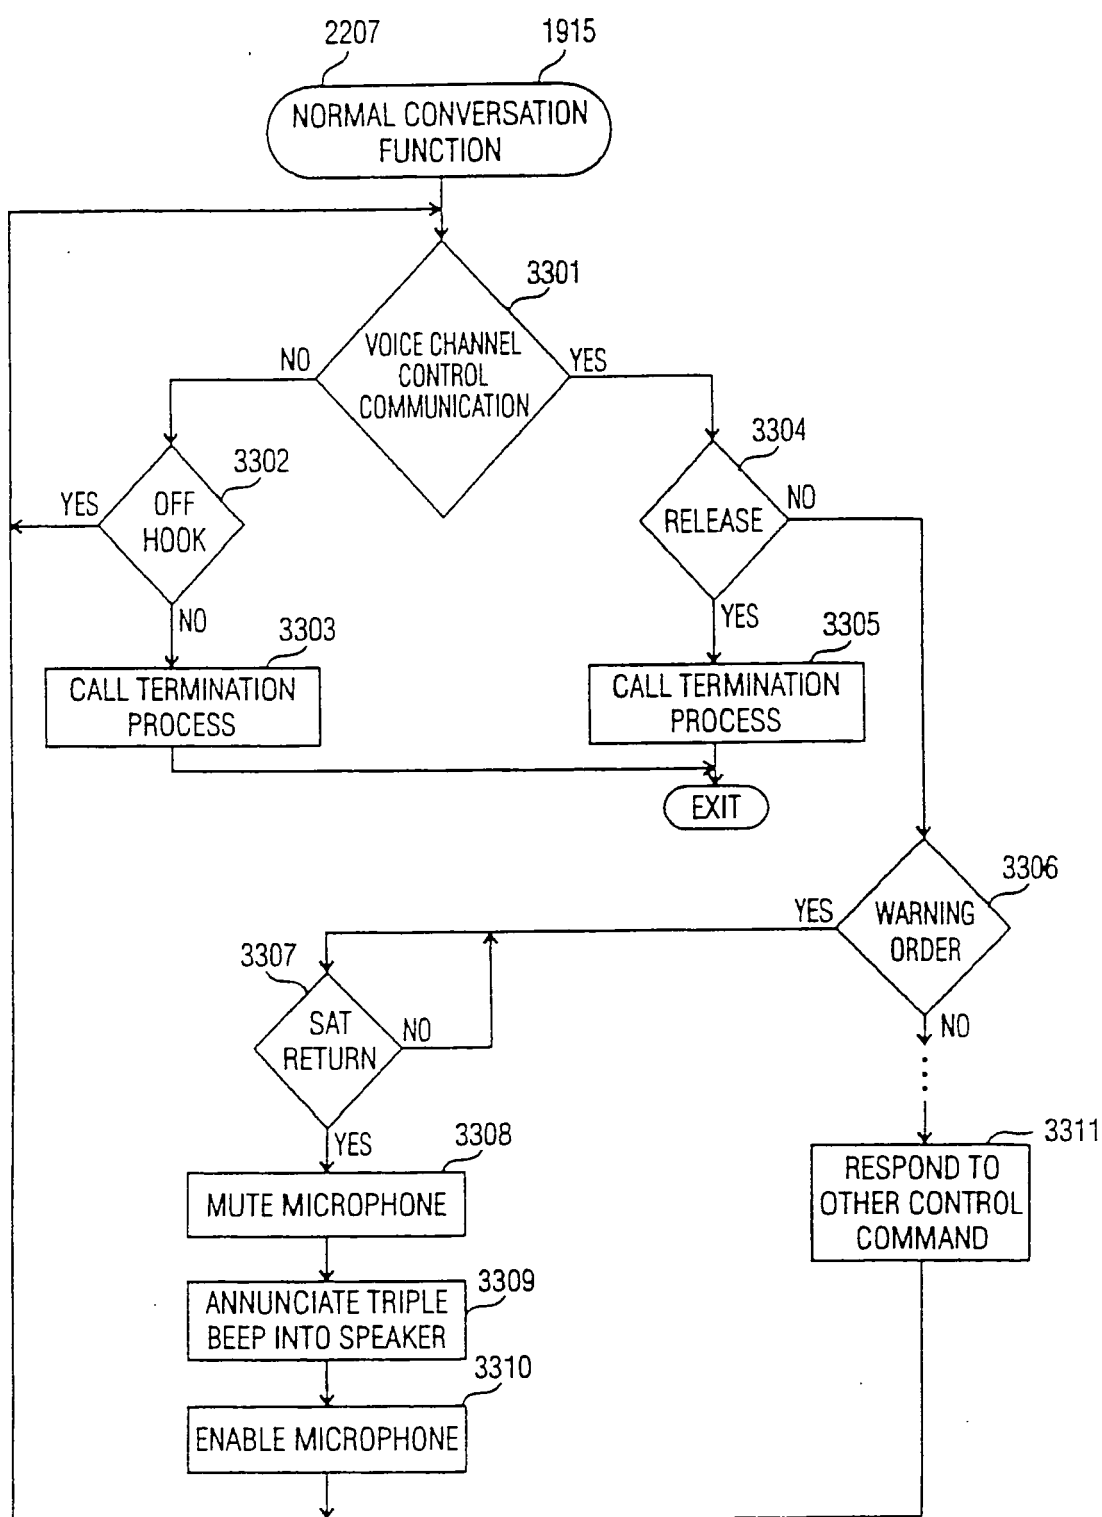 2207
1915
NORMAL CONVERSATION
FUNCTION
3301
VOICE CHANNEL
CONTROL
COMMUNICATION
NO
YES
3302
OFF
HOOK
YES
NO
3304
RELEASE
NO
YES
3303
CALL TERMINATION
PROCESS
3305
CALL TERMINATION
PROCESS
EXIT
3306
WARNING
ORDER
YES
NO
3307
SAT
RETURN
NO
YES
3308
MUTE MICROPHONE
3311
RESPOND TO
OTHER CONTROL
COMMAND
3309
ANNUNCIATE TRIPLE
BEEP INTO SPEAKER
3310
ENABLE MICROPHONE